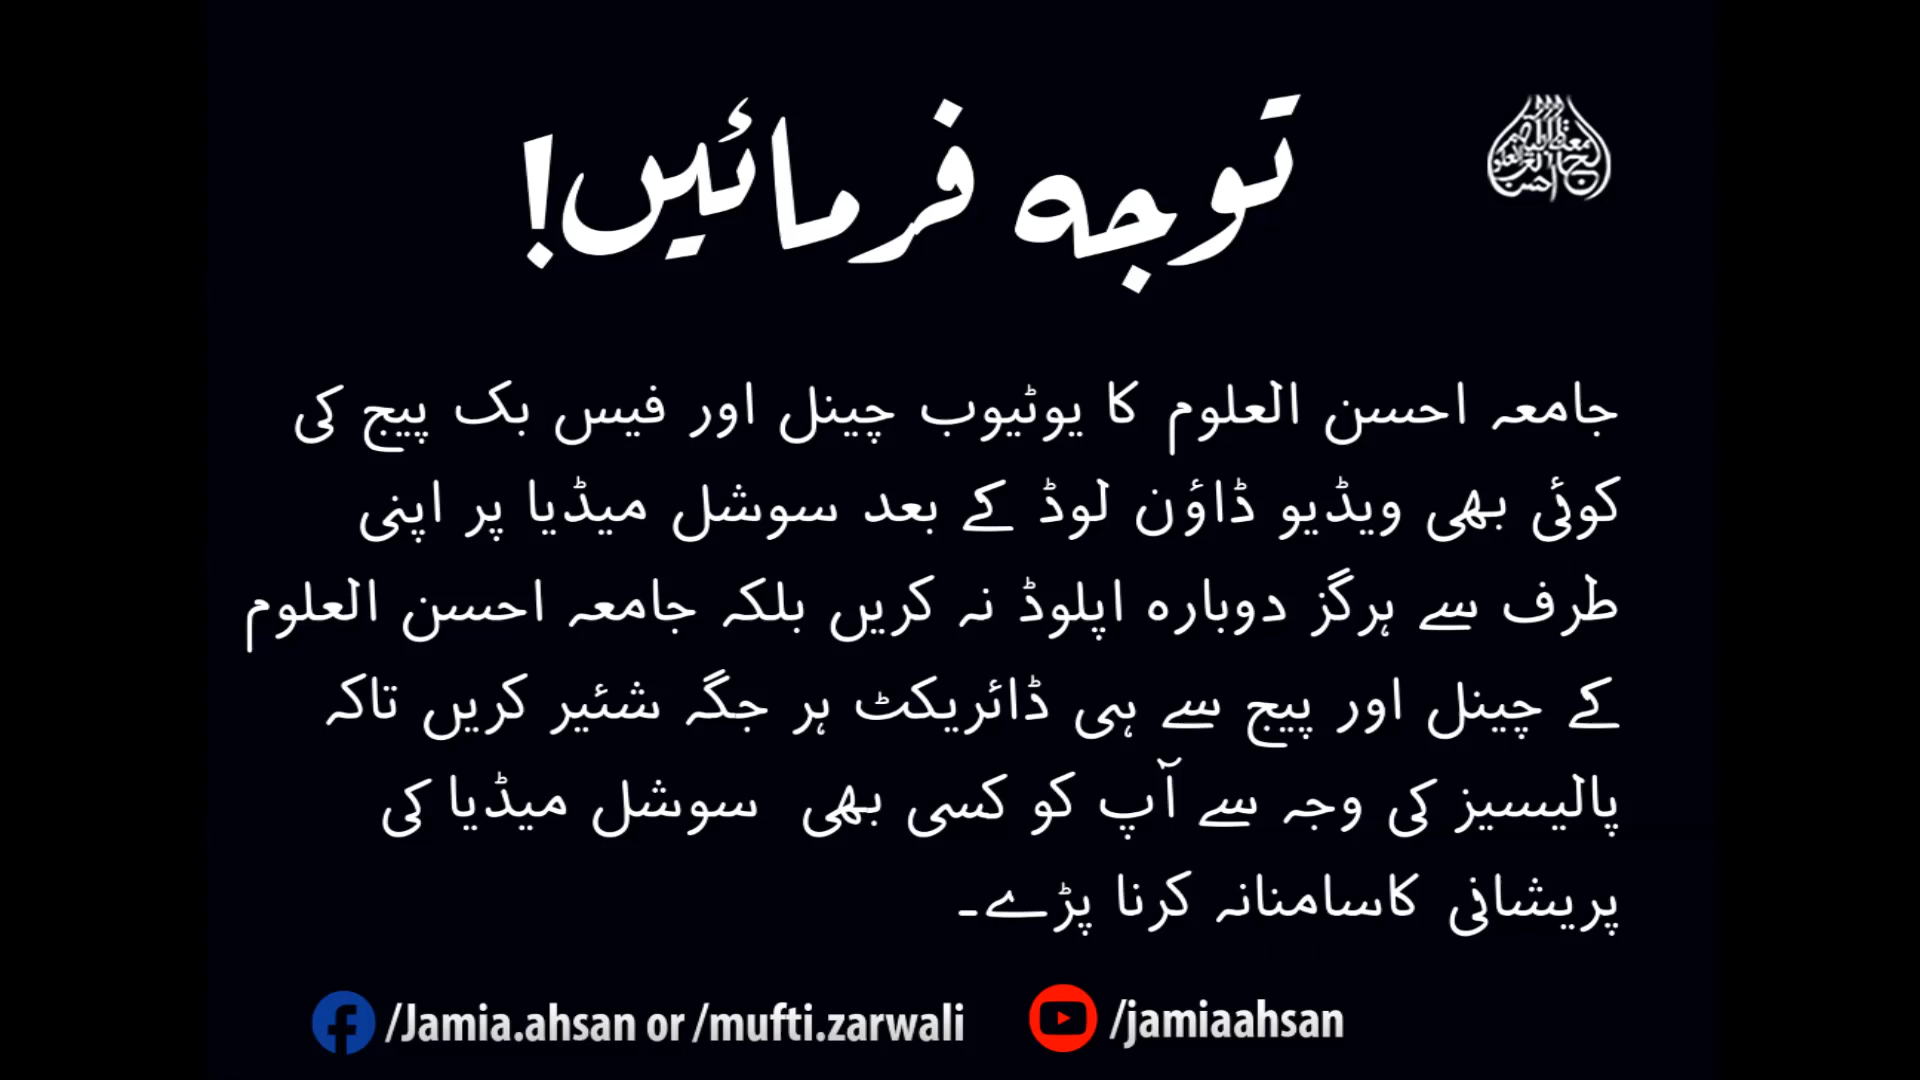 توجہ فرمائیں!
جامعہ احسن العلوم کا یوٹیوب چینل اور فیس بک پیج کی
کوئی بھی ویڈیو ڈاؤن لوڈ کے بعد سوشل میڈیا پر اپنی
طرف سے ہرگز دوبارہ اپلوڈ نہ کریں بلکہ جامعہ احسن العلوم
کے چینل اور پیج سے ہی ڈائریکٹ ہر جگہ شئیر کریں تاکہ
پالیسیز کی وجہ سے آپ کو کسی بھی سوشل میڈیا کی
پریشانی کاسامنانہ کرنا پڑے۔
/Jamia.ahsan or /mufti.zarwali
/jamiaahsan